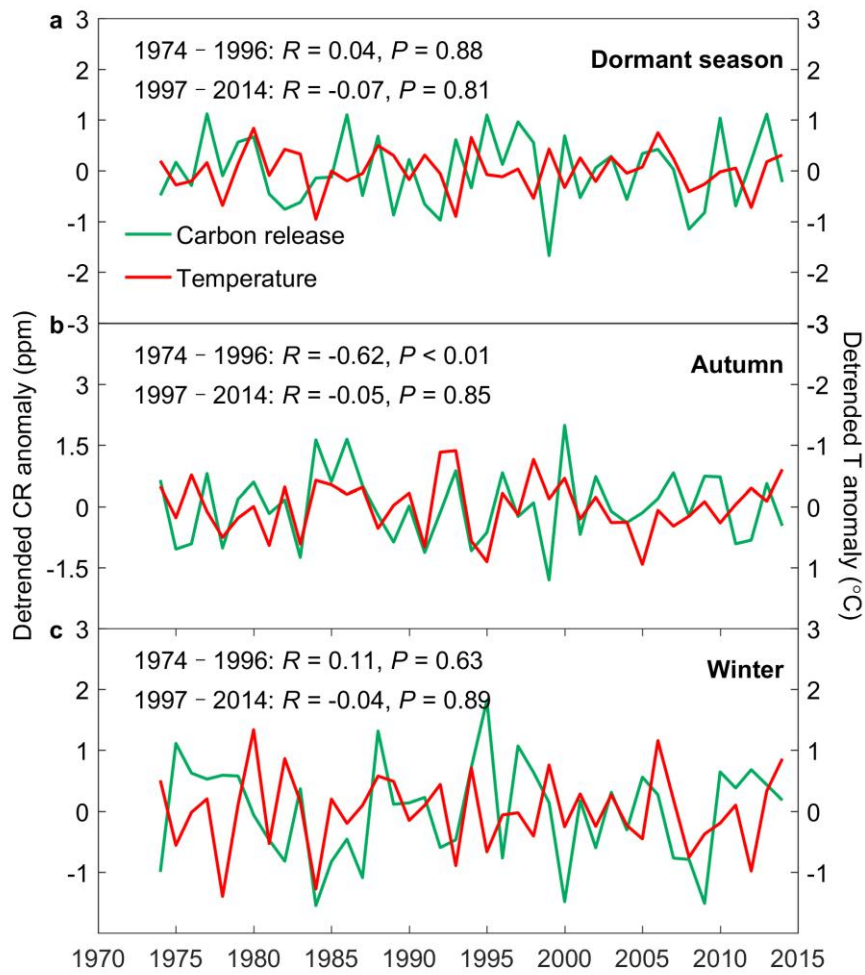 a
3
2
1
0
-1
-2
b -3
3
1.5
0
-1.5
c 3
2
1
0
-1
Detrended CR anomaly (ppm)
1974 – 1996: R = 0.04, P = 0.88
1997 – 2014: R = -0.07, P = 0.81
Dormant season
Carbon release
Temperature
1974 – 1996: R = -0.62, P < 0.01
1997 – 2014: R = -0.05, P = 0.85
Autumn
1974 – 1996: R = 0.11, P = 0.63
1997 – 2014: R = -0.04, P = 0.89
Winter
3
2
1
0
-1
-2
-3
-2
-1
0
1
3
2
1
0
-1
Detrended T anomaly (°C)
1970 1975 1980 1985 1990 1995 2000 2005 2010 2015